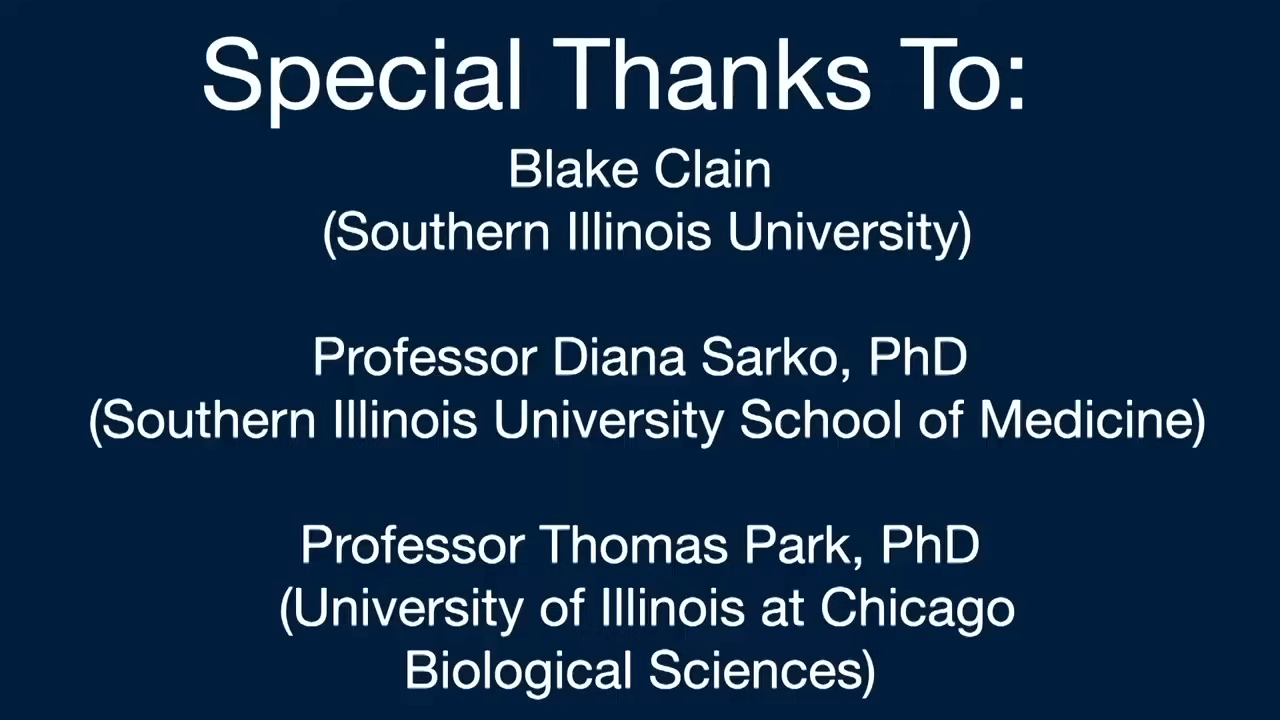 Special Thanks To:
Blake Clain
(Southern Illinois University)
Professor Diana Sarko, PhD
(Southern Illinois University School of Medicine)
Professor Thomas Park, PhD
(University of Illinois at Chicago
Biological Sciences)